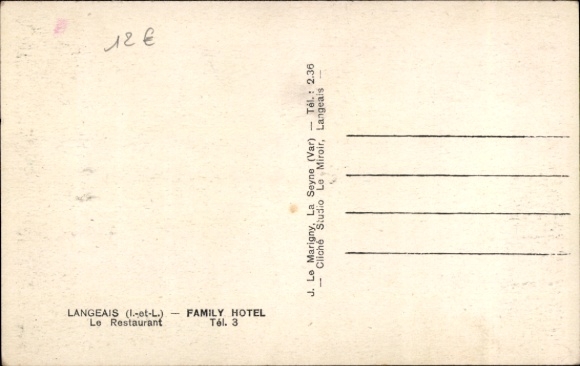 12 €
J. Le Marigny, La Seyne (Var) — Tél.: 2.36
— Cliché Studio Le Miroir, Langeais —
LANGEAIS (I.-et-L.) — FAMILY HOTEL
Le Restaurant Tél. 3